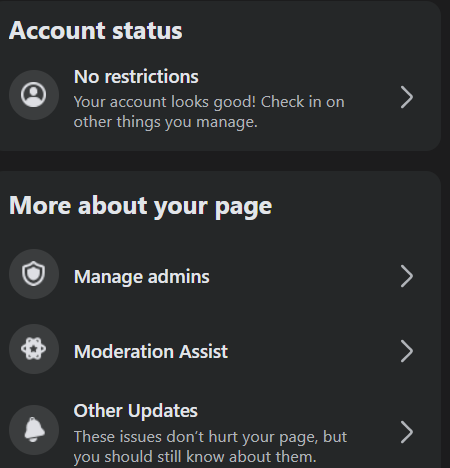 Account status
No restrictions
Your account looks good! Check in on
other things you manage.
More about your page
Manage admins
Moderation Assist
Other Updates
These issues don’t hurt your page, but
you should still know about them.